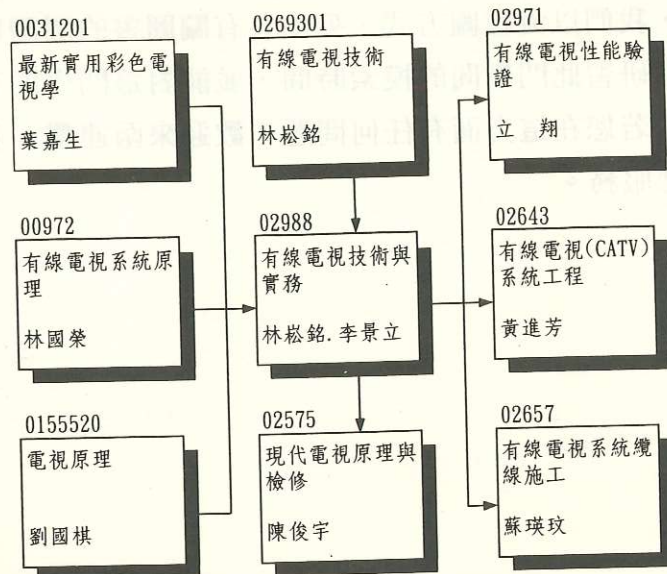 0031201
最新實用彩色電
視學
葉嘉生
0269301
有線電視技術
林崧銘
02971
有線電視性能驗
證
立 翔
00972
有線電視系統原
理
林國榮
02988
有線電視技術與
實務
林崧銘.李景立
02643
有線電視(CATV)
系統工程
黃進芳
0155520
電視原理
劉國棋
02575
現代電視原理與
檢修
陳俊宇
02657
有線電視系統纜
線施工
蘇瑛玟